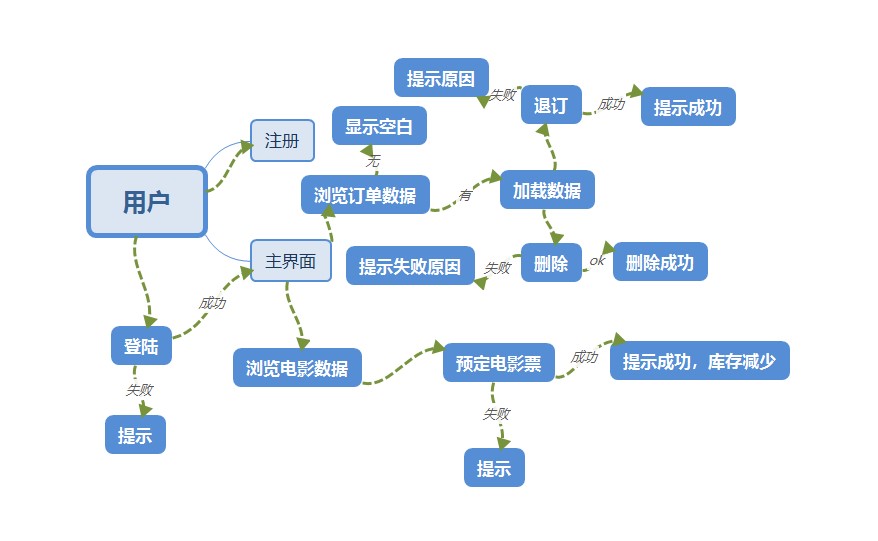 提示原因
失败
退订
成功
提示成功
显示空白
注册
无
浏览订单数据
有
加载数据
用户
主界面
提示失败原因
失败
删除
ok
删除成功
成功
登陆
浏览电影数据
预定电影票
成功
提示成功，库存减少
失败
提示
失败
提示